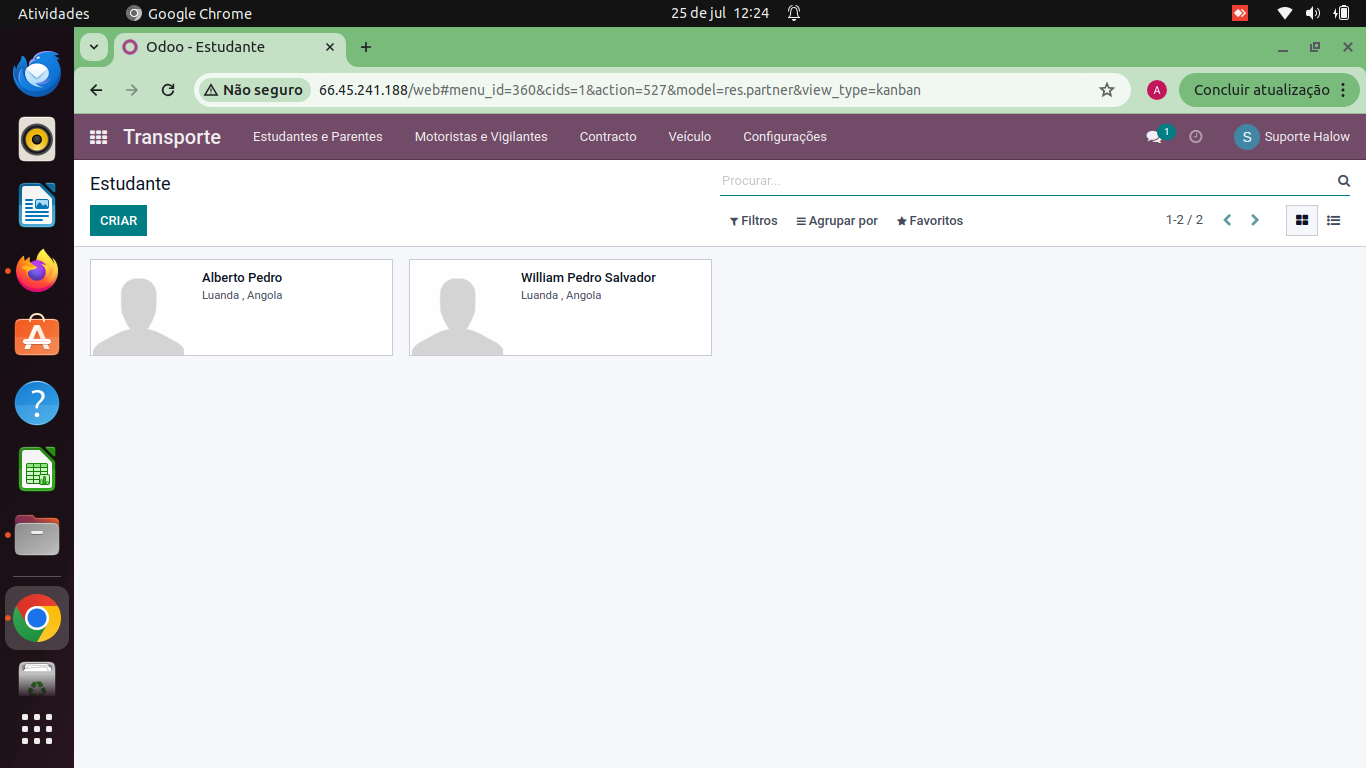 Atividades
Google Chrome
25 de jul 12:24
Odoo - Estudante
Não seguro
66.45.241.188/web#menu_id=360&cids=1&action=527&model=res.partner&view_type=kanban
A
Concluir atualização
Transporte
Estudantes e Parentes
Motoristas e Vigilantes
Contracto
Veículo
Configurações
1
S
Suporte Halow
Estudante
Procurar...
CRIAR
Filtros
Agrupar por
Favoritos
1-2 / 2
Alberto Pedro
Luanda , Angola
William Pedro Salvador
Luanda , Angola